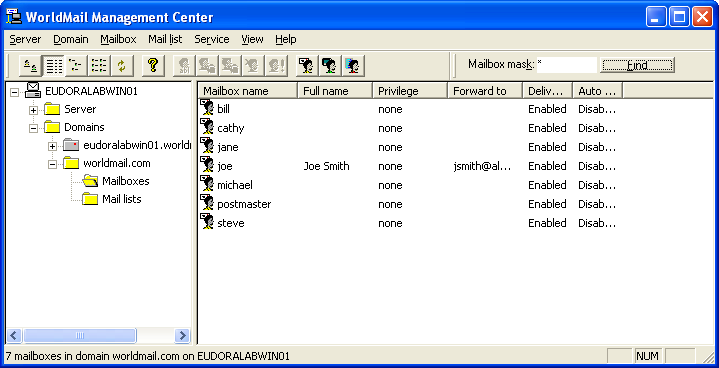 WorldMail Management Center
Server Domain Mailbox Mail list Service View Help
Mailbox mask: * Find
EUDORALABWIN01
Server
Domains
eudoralabwin01.world
worldmail.com
Mailboxes
Mail lists
Mailbox name Full name Privilege Forward to Deliv... Auto ...
bill none Enabled Disab...
cathy none Enabled Disab...
jane none Enabled Disab...
joe Joe Smith none jsmith@al... Enabled Disab...
michael none Enabled Disab...
postmaster none Enabled Disab...
steve none Enabled Disab...
7 mailboxes in domain worldmail.com on EUDORALABWIN01 NUM